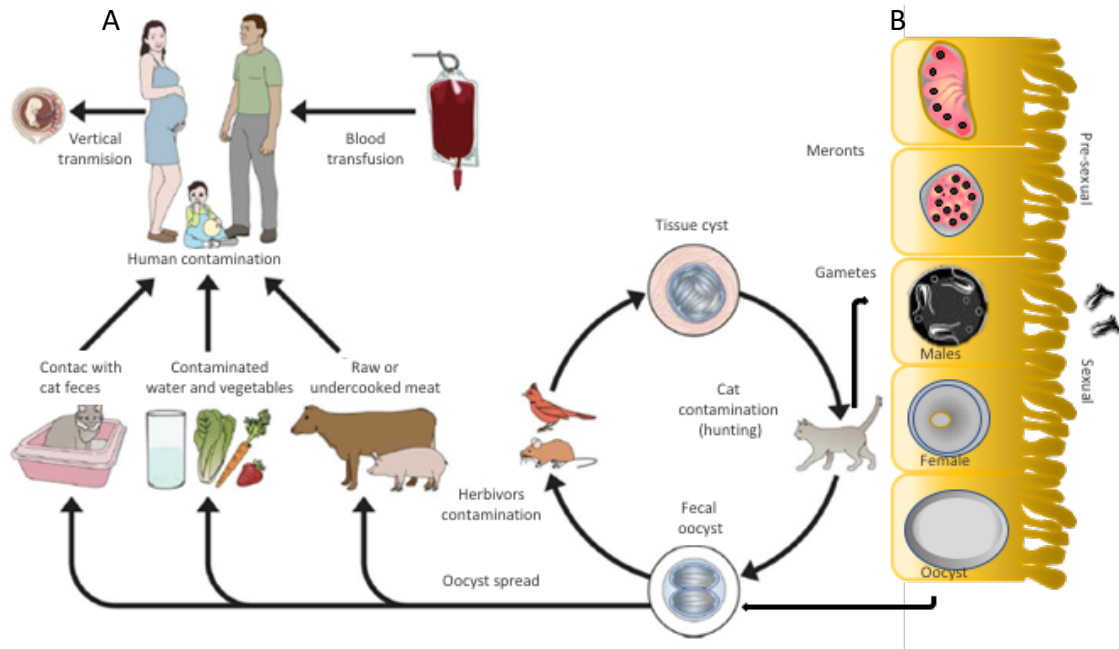 A
B
Vertical
tranmision
Blood
transfusion
Human contamination
Contac with
cat feces
Contaminated
water and vegetables
Raw or
undercooked meat
Tissue cyst
Cat
contamination
(hunting)
Herbivors
contamination
Fecal
oocyst
Oocyst spread
Meronts
Gametes
Males
Female
Oocyst
Pre-sexual
Sexual